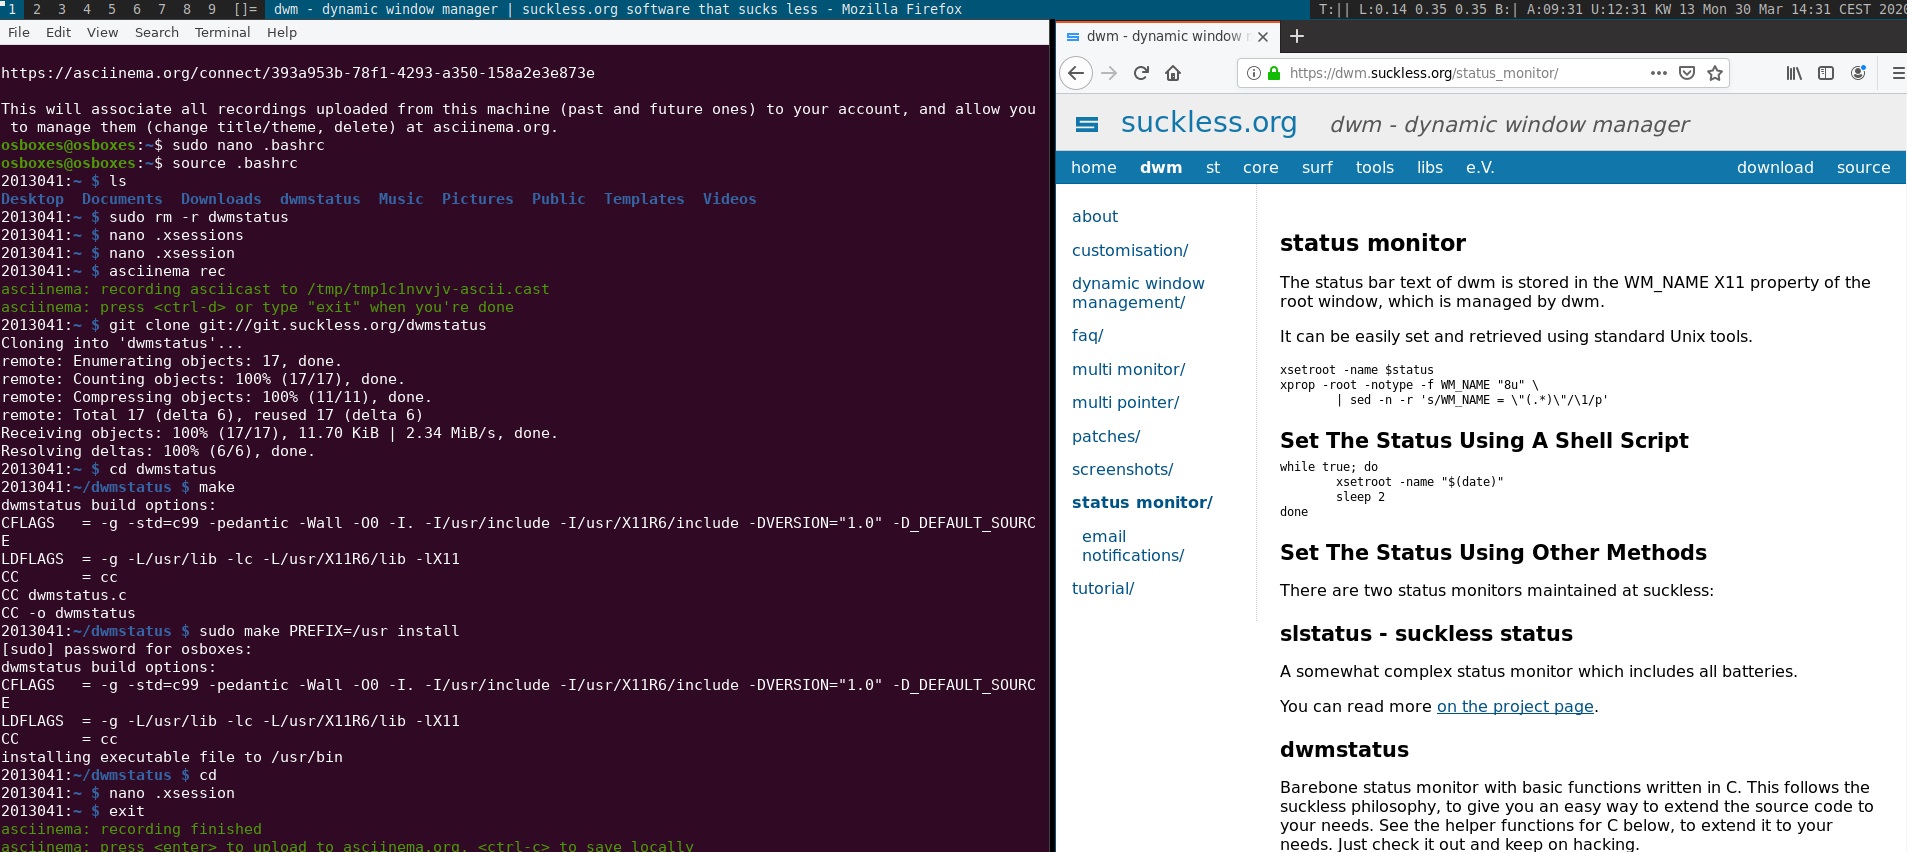 1 2 3 4 5 6 7 8 9 []= dwm - dynamic window manager | suckless.org software that sucks less - Mozilla Firefox T:|| L:0.14 0.35 0.35 B:| A:09:31 U:12:31 KW 13 Mon 30 Mar 14:31 CEST 2020
File Edit View Search Terminal Help
https://asciinema.org/connect/393a953b-78f1-4293-a350-158a2e3e873e
This will associate all recordings uploaded from this machine (past and future ones) to your account, and allow you
to manage them (change title/theme, delete) at asciinema.org.
osboxes@osboxes:~$ sudo nano .bashrc
osboxes@osboxes:~$ source .bashrc
2013041:~ $ ls
Desktop Documents Downloads dwmstatus Music Pictures Public Templates Videos
2013041:~ $ sudo rm -r dwmstatus
2013041:~ $ nano .xsessions
2013041:~ $ nano .xsession
2013041:~ $ asciinema rec
asciinema: recording asciicast to /tmp/tmp1c1nvvjv-ascii.cast
asciinema: press <ctrl-d> or type "exit" when you're done
2013041:~ $ git clone git://git.suckless.org/dwmstatus
Cloning into 'dwmstatus'...
remote: Enumerating objects: 17, done.
remote: Counting objects: 100% (17/17), done.
remote: Compressing objects: 100% (11/11), done.
remote: Total 17 (delta 6), reused 17 (delta 6)
Receiving objects: 100% (17/17), 11.70 KiB | 2.34 MiB/s, done.
Resolving deltas: 100% (6/6), done.
2013041:~ $ cd dwmstatus
2013041:~/dwmstatus $ make
dwmstatus build options:
CFLAGS   = -g -std=c99 -pedantic -Wall -O0 -I. -I/usr/include -I/usr/X11R6/include -DVERSION="1.0" -D_DEFAULT_SOURC
E
LDFLAGS  = -g -L/usr/lib -lc -L/usr/X11R6/lib -lX11
CC       = cc
CC dwmstatus.c
CC -o dwmstatus
2013041:~/dwmstatus $ sudo make PREFIX=/usr install
[sudo] password for osboxes:
dwmstatus build options:
CFLAGS   = -g -std=c99 -pedantic -Wall -O0 -I. -I/usr/include -I/usr/X11R6/include -DVERSION="1.0" -D_DEFAULT_SOURC
E
LDFLAGS  = -g -L/usr/lib -lc -L/usr/X11R6/lib -lX11
CC       = cc
installing executable file to /usr/bin
2013041:~/dwmstatus $ cd
2013041:~ $ nano .xsession
2013041:~ $ exit
asciinema: recording finished
asciinema: press <enter> to upload to asciinema.org, <ctrl-c> to save locally
dwm - dynamic window
https://dwm.suckless.org/status_monitor/
suckless.org dwm - dynamic window manager
home dwm st core surf tools libs e.V. download source
about
customisation/
dynamic window
management/
faq/
multi monitor/
multi pointer/
patches/
screenshots/
status monitor/
email
notifications/
tutorial/
status monitor
The status bar text of dwm is stored in the WM_NAME X11 property of the
root window, which is managed by dwm.
It can be easily set and retrieved using standard Unix tools.
xsetroot -name $status
xprop -root -notype -f WM_NAME "8u" \
| sed -n -r 's/WM_NAME = \"(.*)\"/\1/p'
Set The Status Using A Shell Script
while true; do
xsetroot -name "$(date)"
sleep 2
done
Set The Status Using Other Methods
There are two status monitors maintained at suckless:
slstatus - suckless status
A somewhat complex status monitor which includes all batteries.
You can read more on the project page.
dwmstatus
Barebone status monitor with basic functions written in C. This follows the
suckless philosophy, to give you an easy way to extend the source code to
your needs. See the helper functions for C below, to extend it to your
needs. Just check it out and keep on hacking.